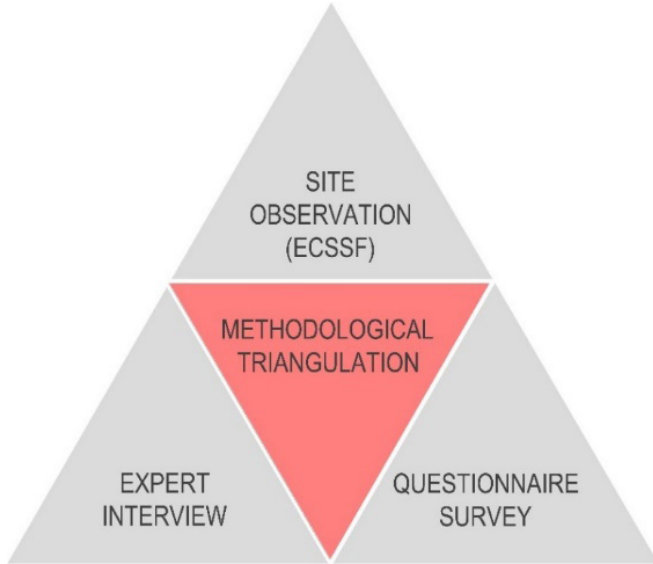 SITE
OBSERVATION
(ECSSF)
METHODOLOGICAL
TRIANGULATION
EXPERT
INTERVIEW
QUESTIONNAIRE
SURVEY